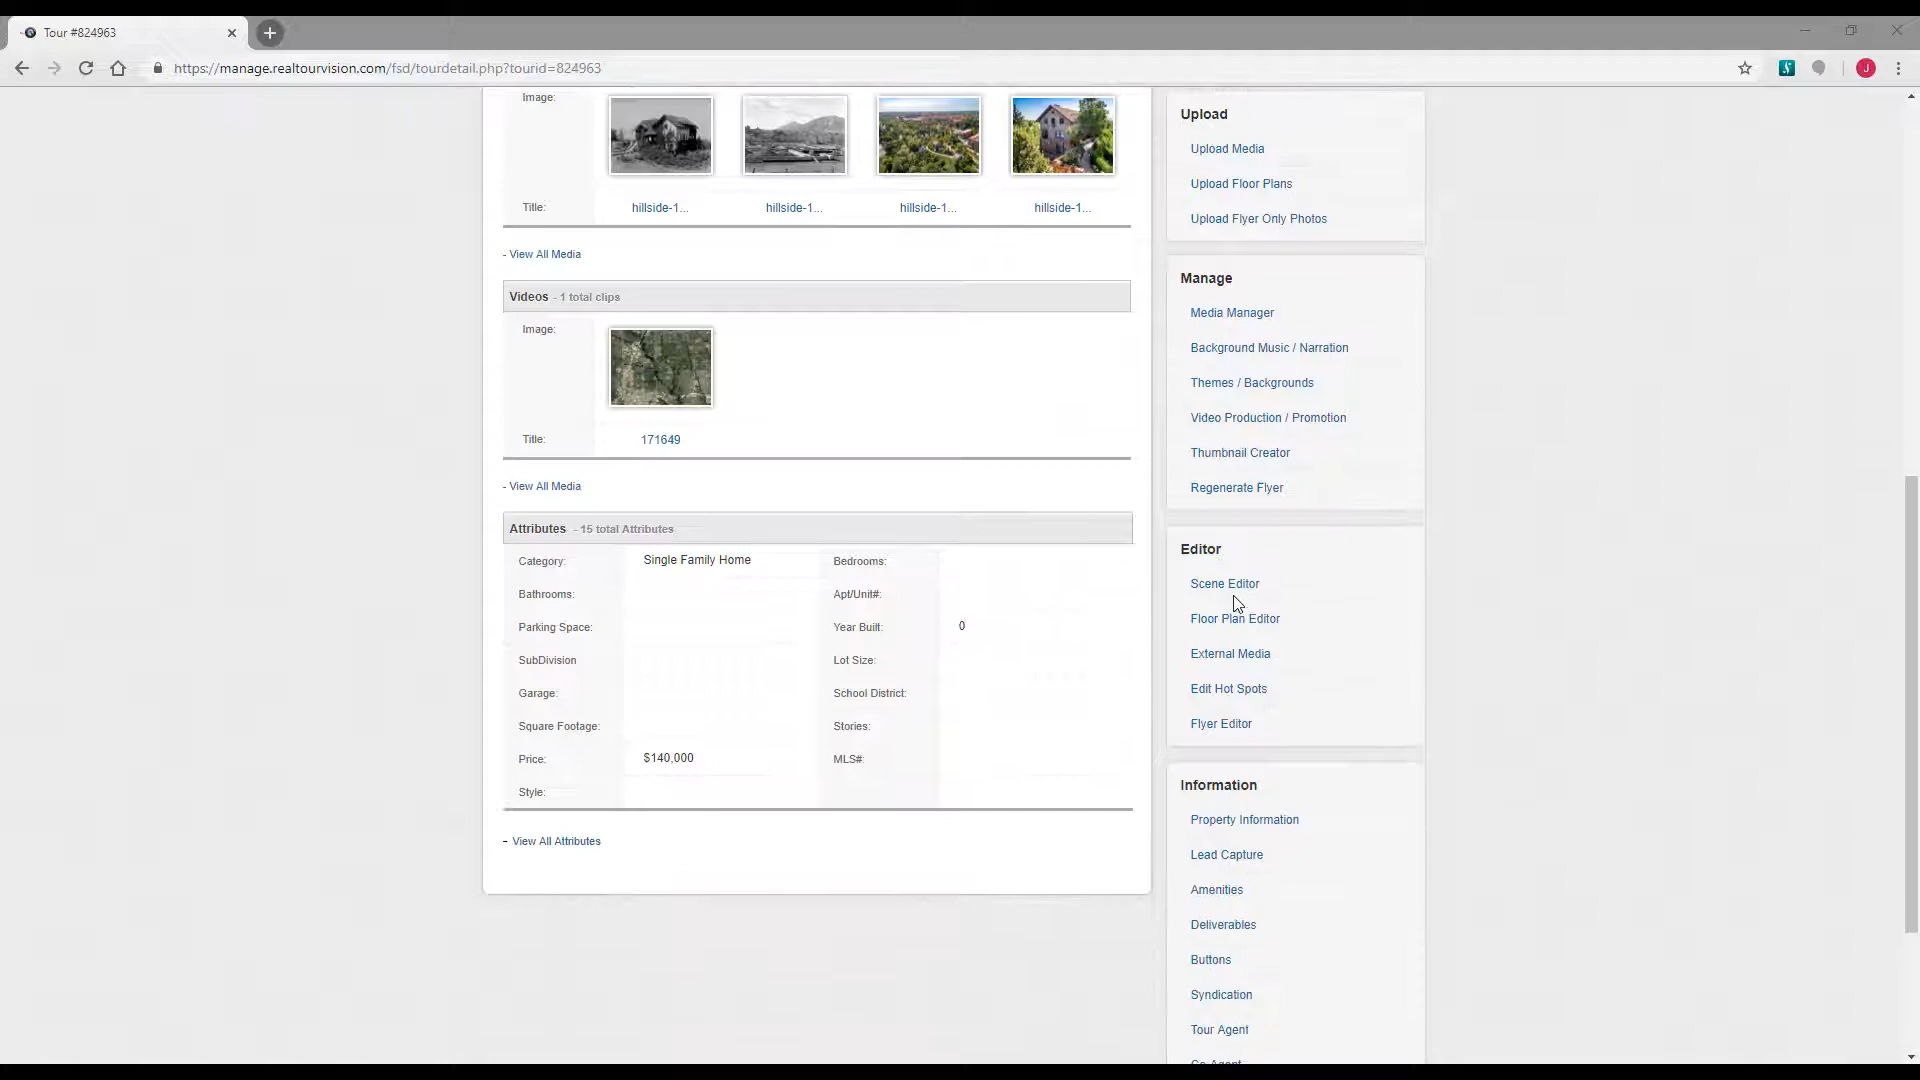 Tour #824963
https://manage.realtourvision.com/fsd/tourdetail.php?tourid=824963
J
Image:
Title:
hillside-1...
hillside-1...
hillside-1...
hillside-1...
- View All Media
Videos - 1 total clips
Image:
Title:
171649
- View All Media
Attributes - 15 total Attributes
Category: Single Family Home Bedrooms:
Bathrooms: Apt/Unit#:
Parking Space: Year Built: 0
SubDivision Lot Size:
Garage: School District:
Square Footage: Stories:
Price: $140,000 MLS#:
Style:
- View All Attributes
Upload
Upload Media
Upload Floor Plans
Upload Flyer Only Photos
Manage
Media Manager
Background Music / Narration
Themes / Backgrounds
Video Production / Promotion
Thumbnail Creator
Regenerate Flyer
Editor
Scene Editor
Floor Plan Editor
External Media
Edit Hot Spots
Flyer Editor
Information
Property Information
Lead Capture
Amenities
Deliverables
Buttons
Syndication
Tour Agent